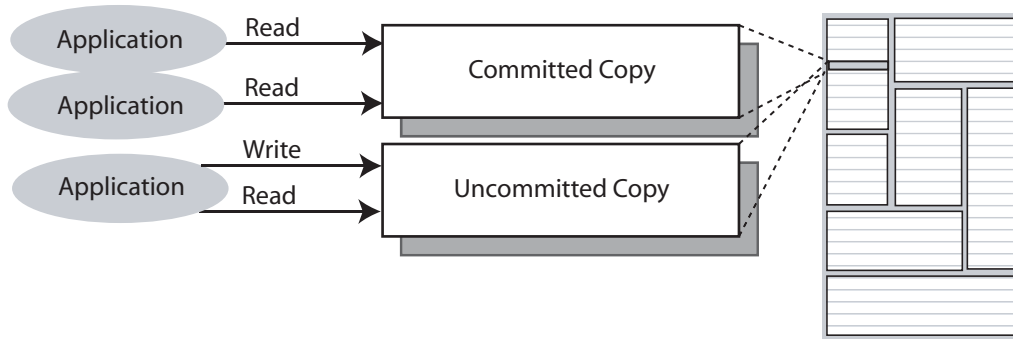 Application
Read
Committed Copy
Application
Read
Application
Write
Read
Uncommitted Copy